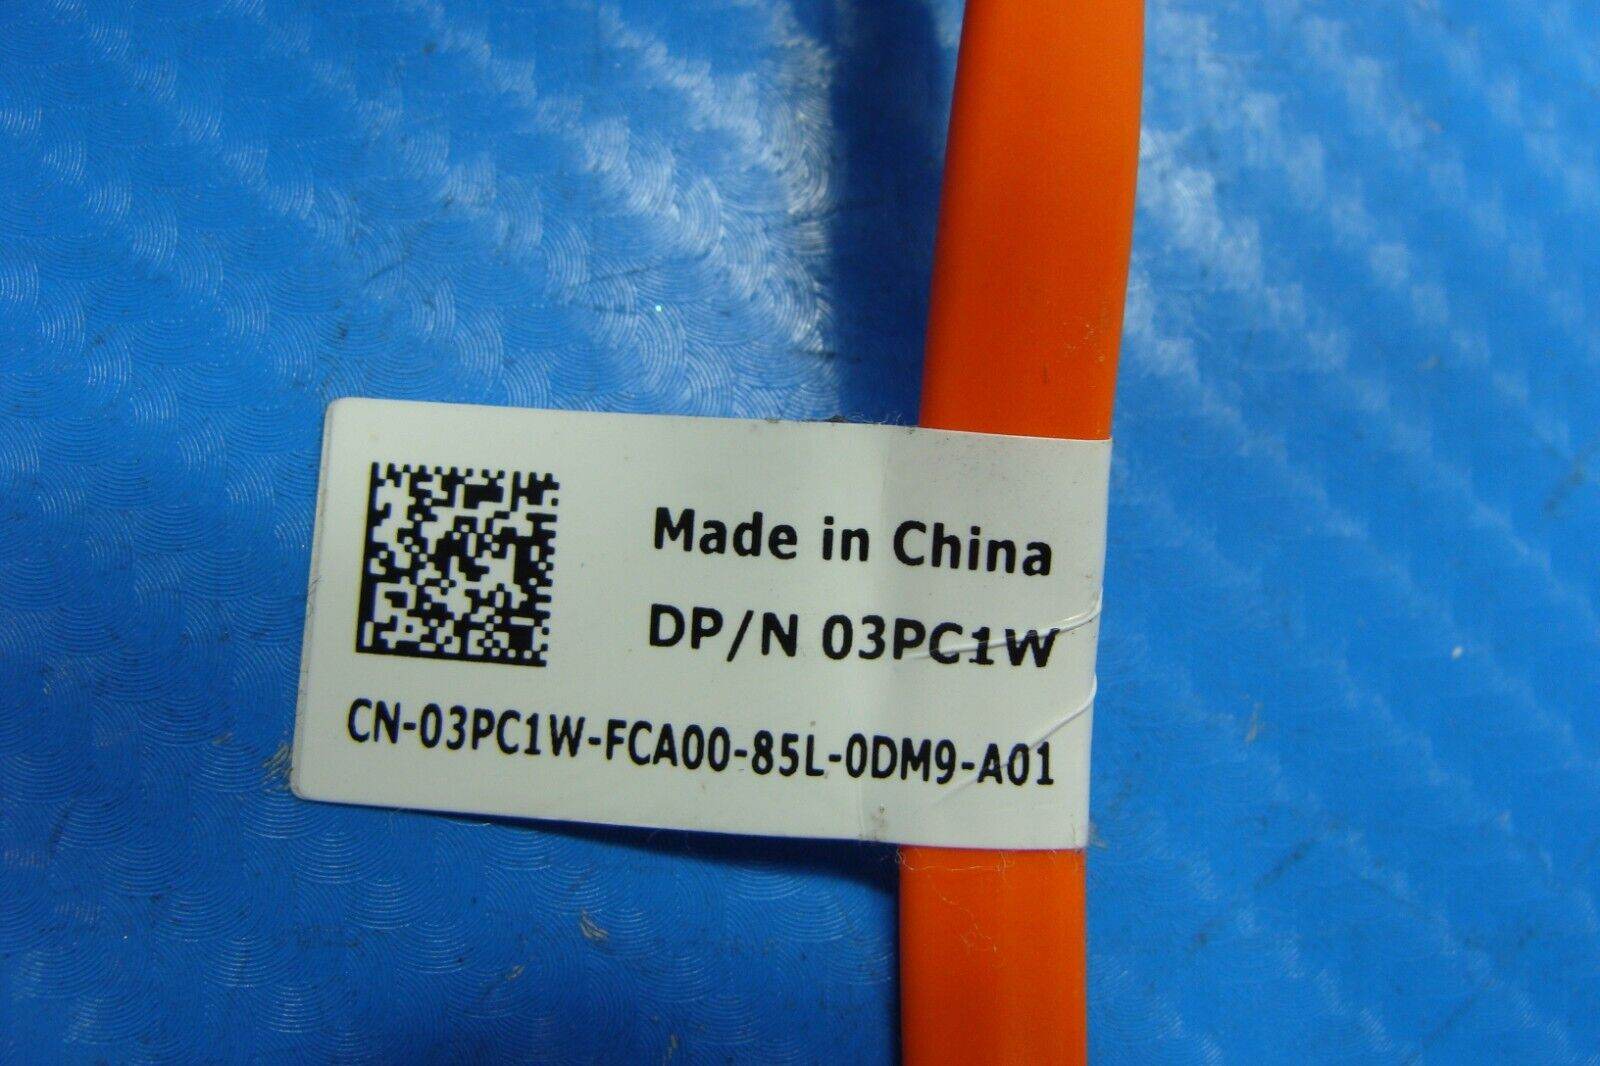 Made in China
DP/N 03PC1W
CN-03PC1W-FCA00-85L-0DM9-A01